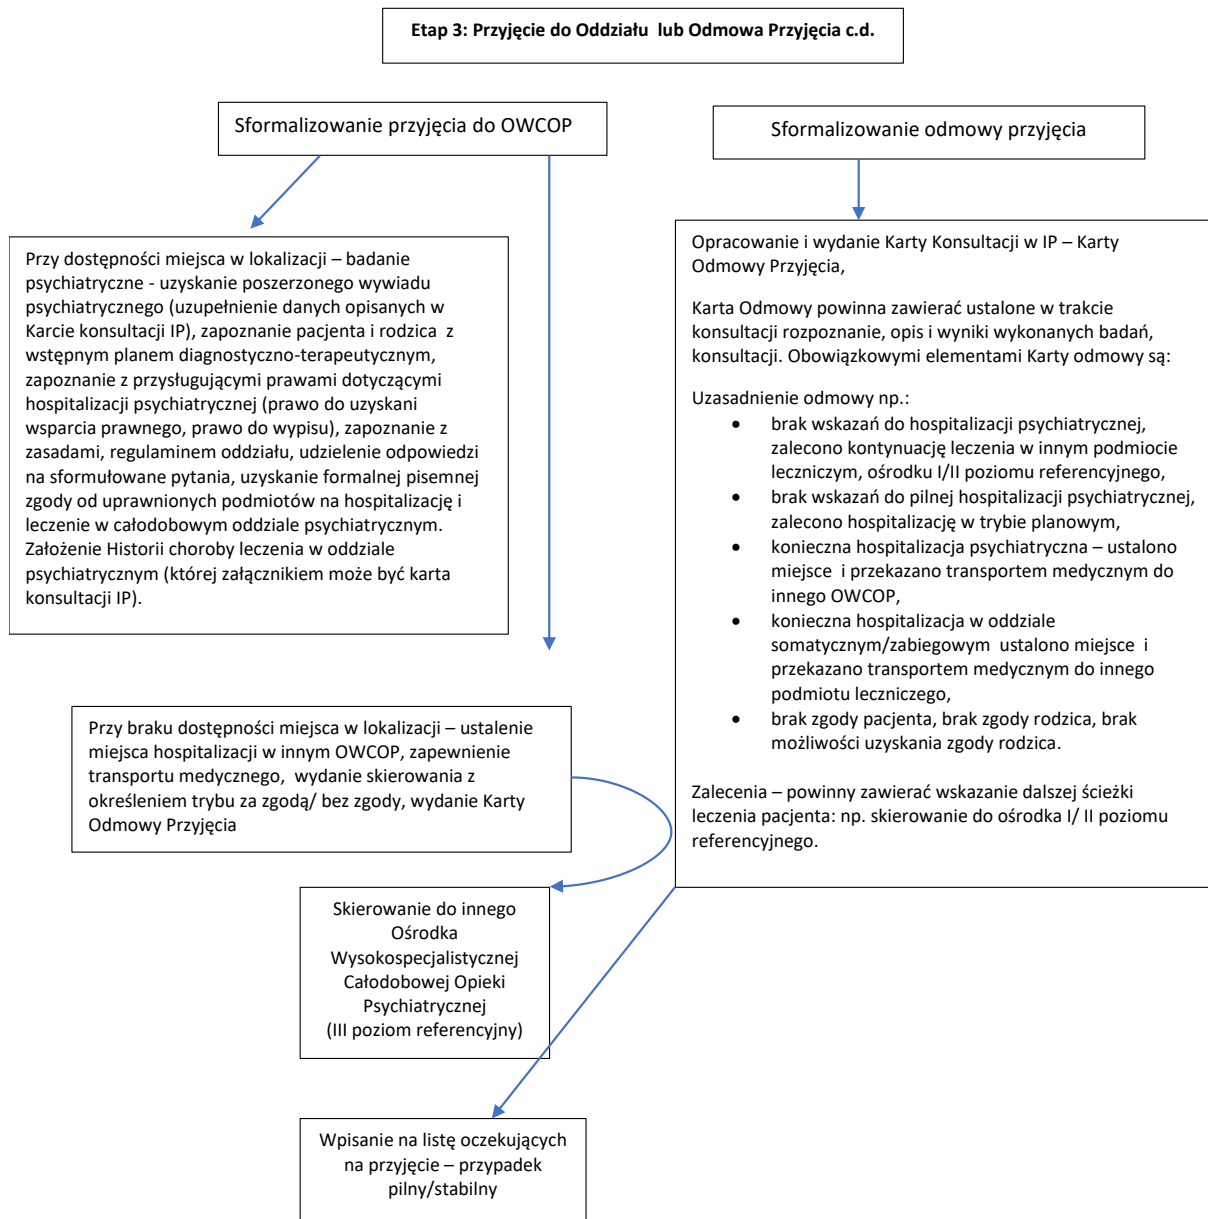 Etap 3: Przyjęcie do Oddziału  lub Odmowa Przyjęcia c.d.
Sformalizowanie przyjęcia do OWCOP
Sformalizowanie odmowy przyjęcia
Przy dostępności miejsca w lokalizacji – badanie
psychiatryczne - uzyskanie poszerzonego wywiadu
psychiatrycznego (uzupełnienie danych opisanych w
Karcie konsultacji IP), zapoznanie pacjenta i rodzica  z
wstępnym planem diagnostyczno-terapeutycznym,
zapoznanie z przysługującymi prawami dotyczącymi
hospitalizacji psychiatrycznej (prawo do uzyskani
wsparcia prawnego, prawo do wypisu), zapoznanie z
zasadami, regulaminem oddziału, udzielenie odpowiedzi
na sformułowane pytania, uzyskanie formalnej pisemnej
zgody od uprawnionych podmiotów na hospitalizację i
leczenie w całodobowym oddziale psychiatrycznym.
Założenie Historii choroby leczenia w oddziale
psychiatrycznym (której załącznikiem może być karta
konsultacji IP).
Opracowanie i wydanie Karty Konsultacji w IP – Karty
Odmowy Przyjęcia,
Karta Odmowy powinna zawierać ustalone w trakcie
konsultacji rozpoznanie, opis i wyniki wykonanych badań,
konsultacji. Obowiązkowymi elementami Karty odmowy są:
Uzasadnienie odmowy np.:
• brak wskazań do hospitalizacji psychiatrycznej,
zalecono kontynuację leczenia w innym podmiocie
leczniczym, ośrodku I/II poziomu referencyjnego,
• brak wskazań do pilnej hospitalizacji psychiatrycznej,
zalecono hospitalizację w trybie planowym,
• konieczna hospitalizacja psychiatryczna – ustalono
miejsce  i przekazano transportem medycznym do
innego OWCOP,
• konieczna hospitalizacja w oddziale
somatycznym/zabiegowym  ustalono miejsce  i
przekazano transportem medycznym do innego
podmiotu leczniczego,
• brak zgody pacjenta, brak zgody rodzica, brak
możliwości uzyskania zgody rodzica.
Zalecenia – powinny zawierać wskazanie dalszej ścieżki
leczenia pacjenta: np. skierowanie do ośrodka I/ II poziomu
referencyjnego.
Przy braku dostępności miejsca w lokalizacji – ustalenie
miejsca hospitalizacji w innym OWCOP, zapewnienie
transportu medycznego,  wydanie skierowania z
określeniem trybu za zgodą/ bez zgody, wydanie Karty
Odmowy Przyjęcia
Skierowanie do innego
Ośrodka
Wysokospecjalistycznej
Całodobowej Opieki
Psychiatrycznej
(III poziom referencyjny)
Wpisanie na listę oczekujących
na przyjęcie – przypadek
pilny/stabilny